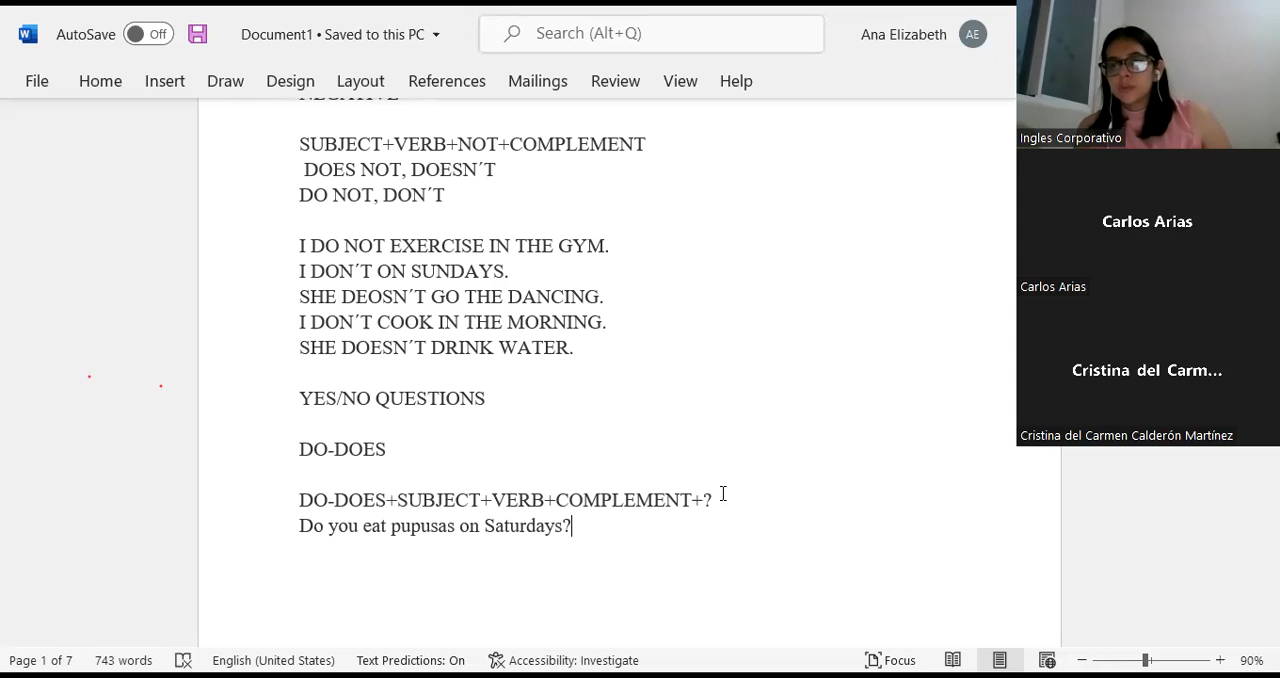 AutoSave Off Document1 • Saved to this PC Search (Alt+Q) Ana Elizabeth AE
File Home Insert Draw Design Layout References Mailings Review View Help
NEGATIVE
SUBJECT+VERB+NOT+COMPLEMENT
DOES NOT, DOESN´T
DO NOT, DON´T
I DO NOT EXERCISE IN THE GYM.
I DON´T ON SUNDAYS.
SHE DEOSN´T GO THE DANCING.
I DON´T COOK IN THE MORNING.
SHE DOESN´T DRINK WATER.
YES/NO QUESTIONS
DO-DOES
DO-DOES+SUBJECT+VERB+COMPLEMENT+?
Do you eat pupusas on Saturdays?
Ingles Corporativo
Carlos Arias
Carlos Arias
Cristina del Carm...
Cristina del Carmen Calderón Martínez
Page 1 of 7 743 words English (United States) Text Predictions: On Accessibility: Investigate Focus 90%